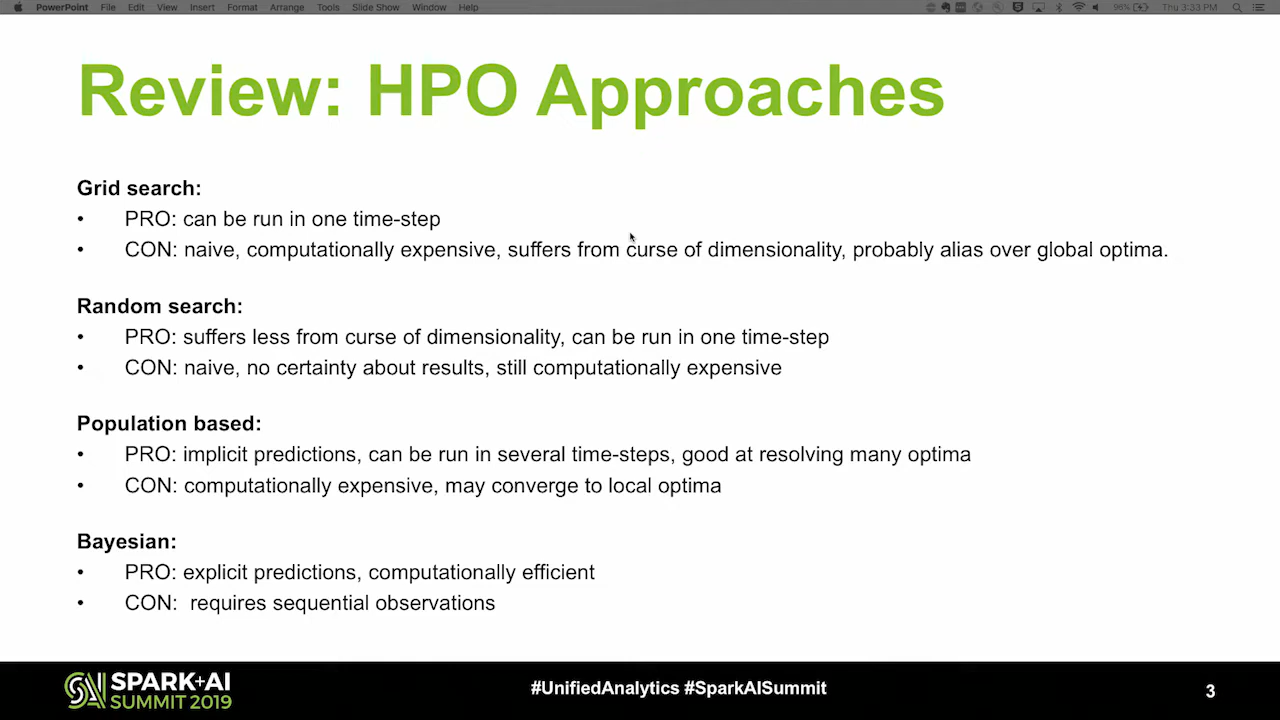 PowerPoint File Edit View Insert Format Arrange Tools Slide Show Window Help 96% Thu 3:33 PM
Review: HPO Approaches
Grid search:
• PRO: can be run in one time-step
• CON: naive, computationally expensive, suffers from curse of dimensionality, probably alias over global optima.
Random search:
• PRO: suffers less from curse of dimensionality, can be run in one time-step
• CON: naive, no certainty about results, still computationally expensive
Population based:
• PRO: implicit predictions, can be run in several time-steps, good at resolving many optima
• CON: computationally expensive, may converge to local optima
Bayesian:
• PRO: explicit predictions, computationally efficient
• CON: requires sequential observations
SPARK+AI
SUMMIT 2019
#UnifiedAnalytics #SparkAISummit
3